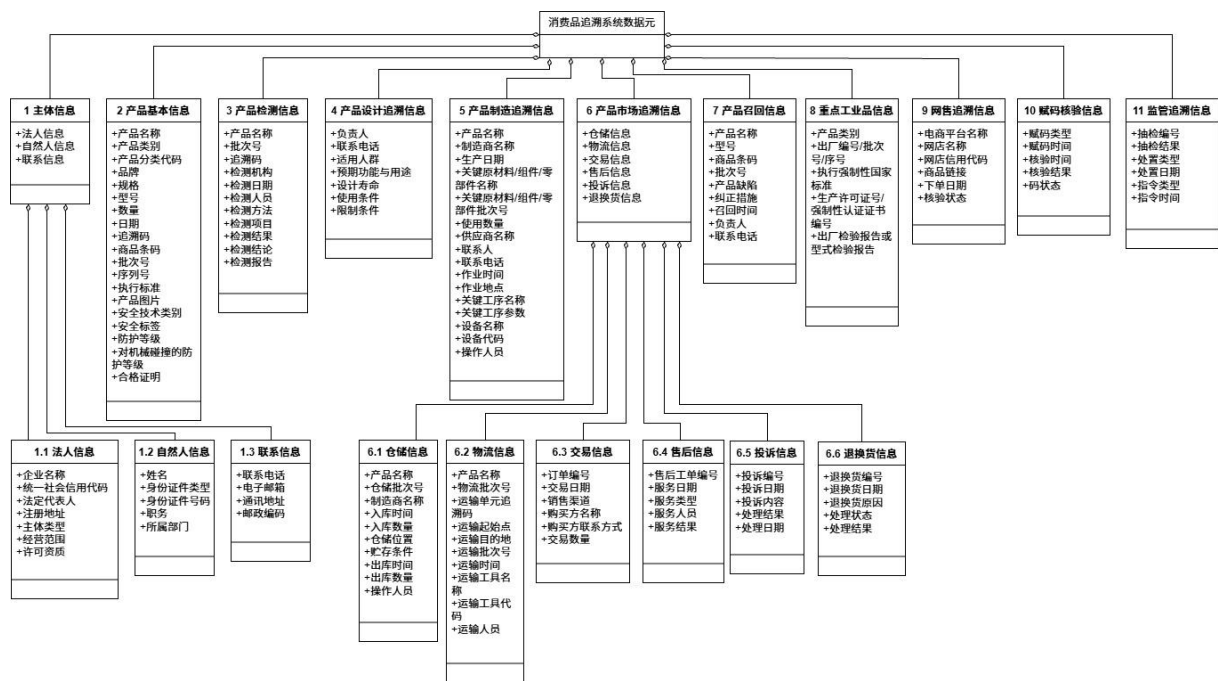 消费品追溯系统数据元
1 主体信息
+法人信息
+自然人信息
+联系信息
2 产品基本信息
+产品名称
+产品类别
+产品分类代码
+品牌
+规格
+型号
+数量
+日期
+追溯码
+商品条码
+批次号
+序列号
+执行标准
+产品图片
+安全技术类别
+安全标签
+防护等级
+对机械碰撞的防
护等级
+合格证明
3 产品检测信息
+产品名称
+批次号
+追溯码
+检测机构
+检测日期
+检测人员
+检测方法
+检测项目
+检测结果
+检测结论
+检测报告
4 产品设计追溯信息
+负责人
+联系电话
+适用人群
+预期功能与用途
+设计寿命
+使用条件
+限制条件
5 产品制造追溯信息
+产品名称
+制造商名称
+生产日期
+关键原材料/组件/零
部件名称
+关键原材料/组件/零
部件批次号
+使用数量
+供应商名称
+联系人
+联系电话
+作业时间
+作业地点
+关键工序名称
+关键工序参数
+设备名称
+设备代码
+操作人员
6 产品市场追溯信息
+仓储信息
+物流信息
+交易信息
+售后信息
+投诉信息
+退换货信息
7 产品召回信息
+产品名称
+型号
+商品条码
+批次号
+产品缺陷
+纠正措施
+召回时间
+负责人
+联系电话
8 重点工业品信息
+产品类别
+出厂编号/批次
号/序号
+执行强制性国家
标准
+生产许可证号/
强制性认证证书
编号
+出厂检验报告或
型式检验报告
9 网售追溯信息
+电商平台名称
+网店名称
+网店信用代码
+商品链接
+下单日期
+核验状态
10 赋码核验信息
+赋码类型
+赋码时间
+核验时间
+核验结果
+码状态
11 监管追溯信息
+抽检编号
+抽检结果
+处置类型
+处置日期
+指令类型
+指令时间
1.1 法人信息
+企业名称
+统一社会信用代码
+法定代表人
+注册地址
+主体类型
+经营范围
+许可资质
1.2 自然人信息
+姓名
+身份证件类型
+身份证件号码
+职务
+所属部门
1.3 联系信息
+联系电话
+电子邮箱
+通讯地址
+邮政编码
6.1 仓储信息
+产品名称
+仓储批次号
+制造商名称
+入库时间
+入库数量
+仓储位置
+贮存条件
+出库时间
+出库数量
+操作人员
6.2 物流信息
+产品名称
+物流批次号
+运输单元追
溯码
+运输起始点
+运输目的地
+运输批次号
+运输时间
+运输工具名
称
+运输工具代
码
+运输人员
6.3 交易信息
+订单编号
+交易日期
+销售渠道
+购买方名称
+购买方联系方式
+交易数量
6.4 售后信息
+售后工单编号
+服务日期
+服务类型
+服务人员
+服务结果
6.5 投诉信息
+投诉编号
+投诉日期
+投诉内容
+处理结果
+处理日期
6.6 退换货信息
+退换货编号
+退换货日期
+退换货原因
+处理状态
+处理结果